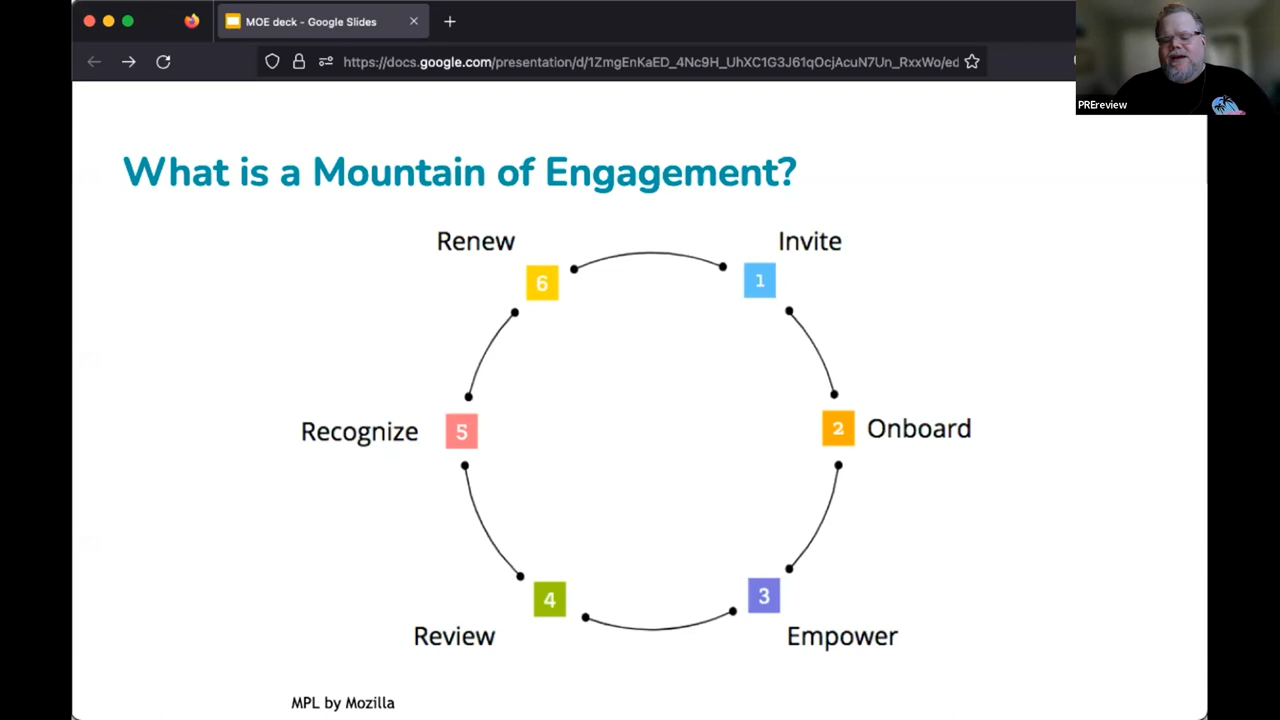 MOE deck - Google Slides
https://docs.google.com/presentation/d/1ZmgEnKaED_4Nc9H_UhXC1G3J61qOcjAcuN7Un_RxxWo/ed
PREreview
What is a Mountain of Engagement?
Renew
Invite
6
1
Recognize
5
2
Onboard
4
3
Review
Empower
MPL by Mozilla